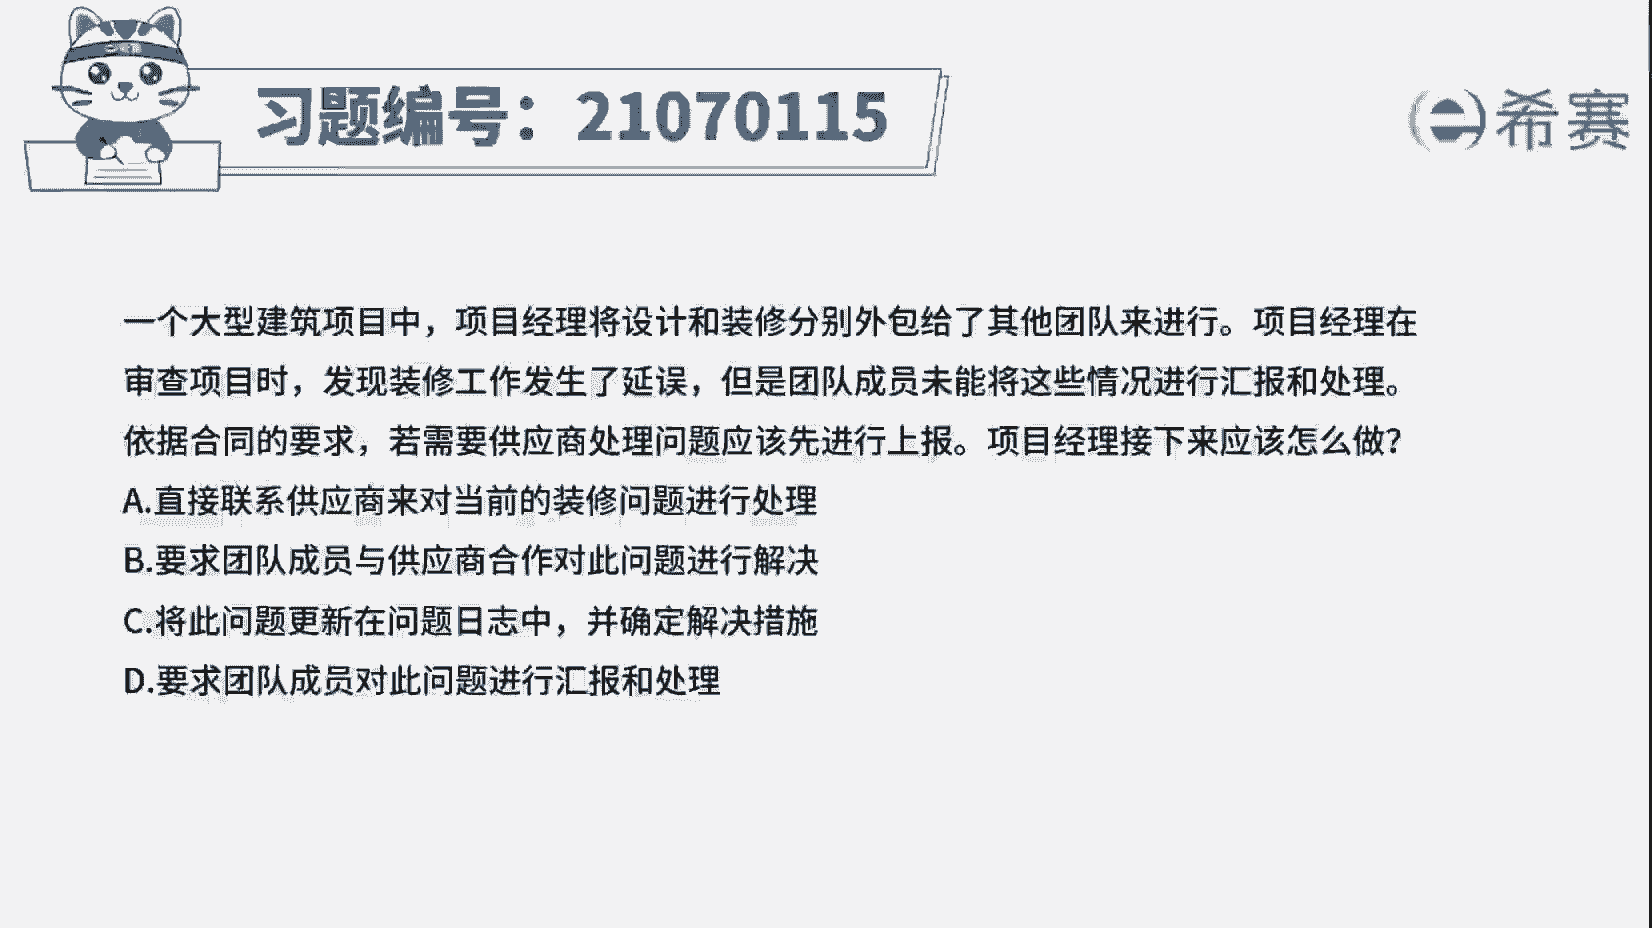 习题编号：21070115
希赛
一个大型建筑项目中，项目经理将设计和装修分别外包给了其他团队来进行。项目经理在
审查项目时，发现装修工作发生了延误，但是团队成员未能将这些情况进行汇报和处理。
依据合同的要求，若需要供应商处理问题应该先进行上报。项目经理接下来应该怎么做？
A.直接联系供应商来对当前的装修问题进行处理
B.要求团队成员与供应商合作对此问题进行解决
C.将此问题更新在问题日志中，并确定解决措施
D.要求团队成员对此问题进行汇报和处理